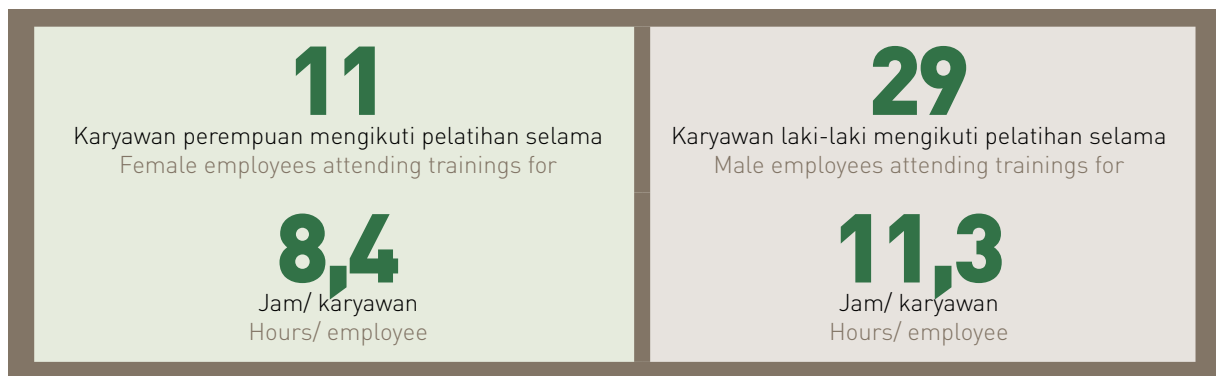 11
Karyawan perempuan mengikuti pelatihan selama
Female employees attending trainings for
8,4
Jam/ karyawan
Hours/ employee
29
Karyawan laki-laki mengikuti pelatihan selama
Male employees attending trainings for
11,3
Jam/ karyawan
Hours/ employee